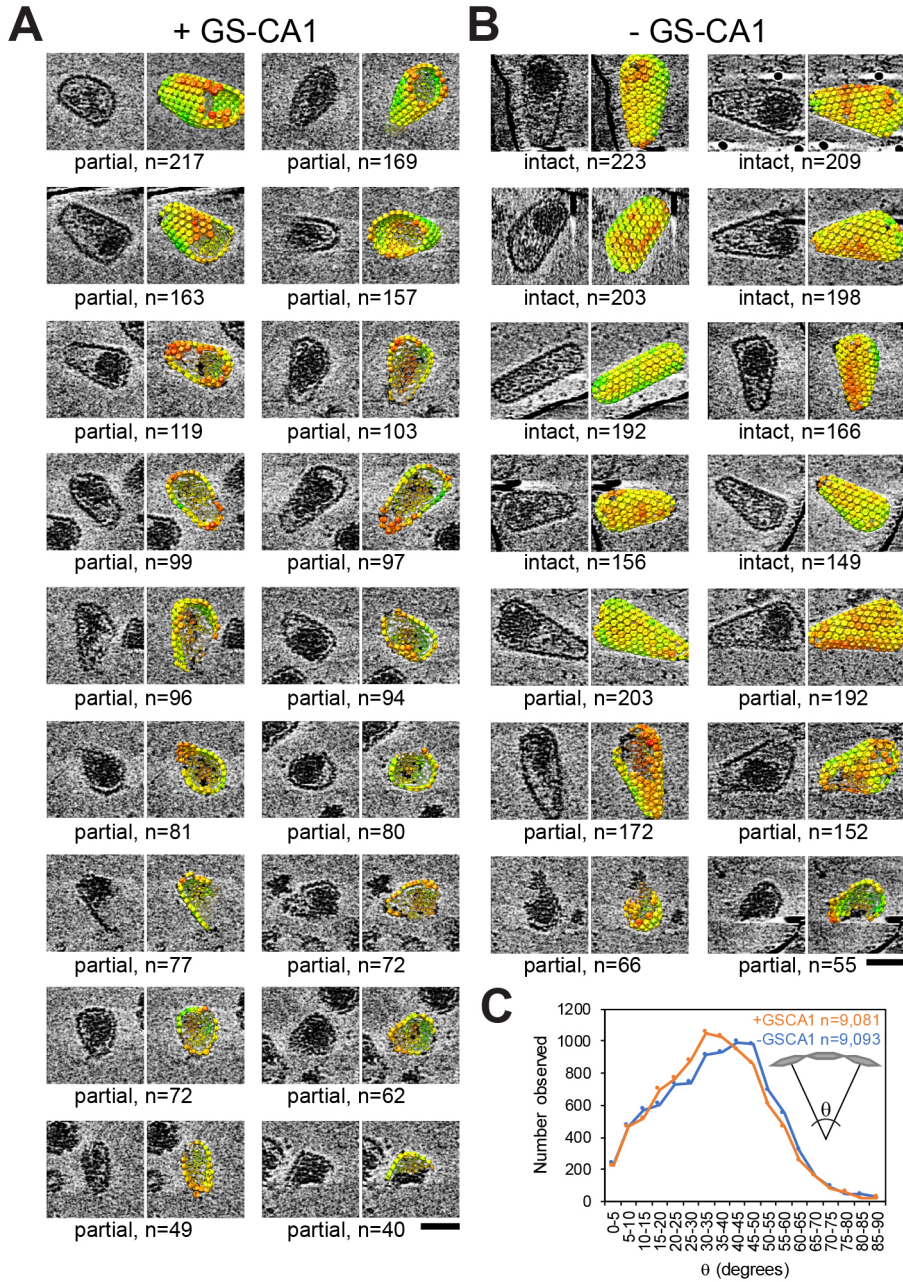 A
+ GS-CA1
partial, n=217
partial, n=169
partial, n=163
partial, n=157
partial, n=119
partial, n=103
partial, n=99
partial, n=97
partial, n=96
partial, n=94
partial, n=81
partial, n=80
partial, n=77
partial, n=72
partial, n=72
partial, n=62
partial, n=49
partial, n=40
B
- GS-CA1
intact, n=223
intact, n=209
intact, n=203
intact, n=198
intact, n=192
intact, n=166
intact, n=156
intact, n=149
partial, n=203
partial, n=192
partial, n=172
partial, n=152
partial, n=66
partial, n=55
C
+GSCA1 n=9,081
-GSCA1 n=9,093
θ
Number observed
1200
1000
800
600
400
200
0
0-5
5-10
10-15
15-20
20-25
25-30
30-35
35-40
40-45
45-50
50-55
55-60
60-65
65-70
70-75
75-80
80-85
85-90
θ (degrees)